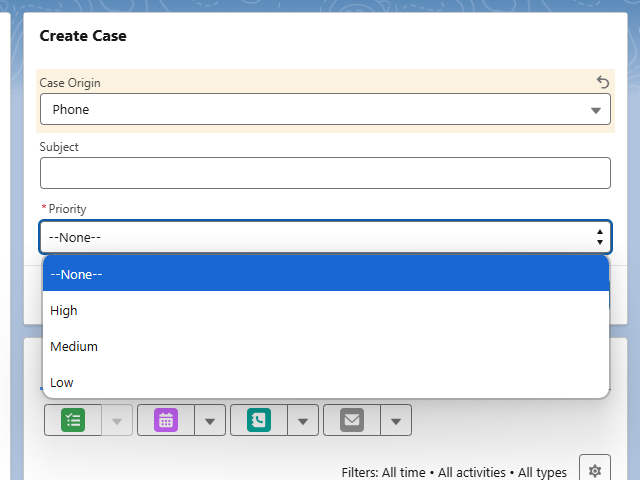 Create Case
Case Origin
Phone
Subject
*Priority
--None--
--None--
High
Medium
Low
Filters: All time • All activities • All types